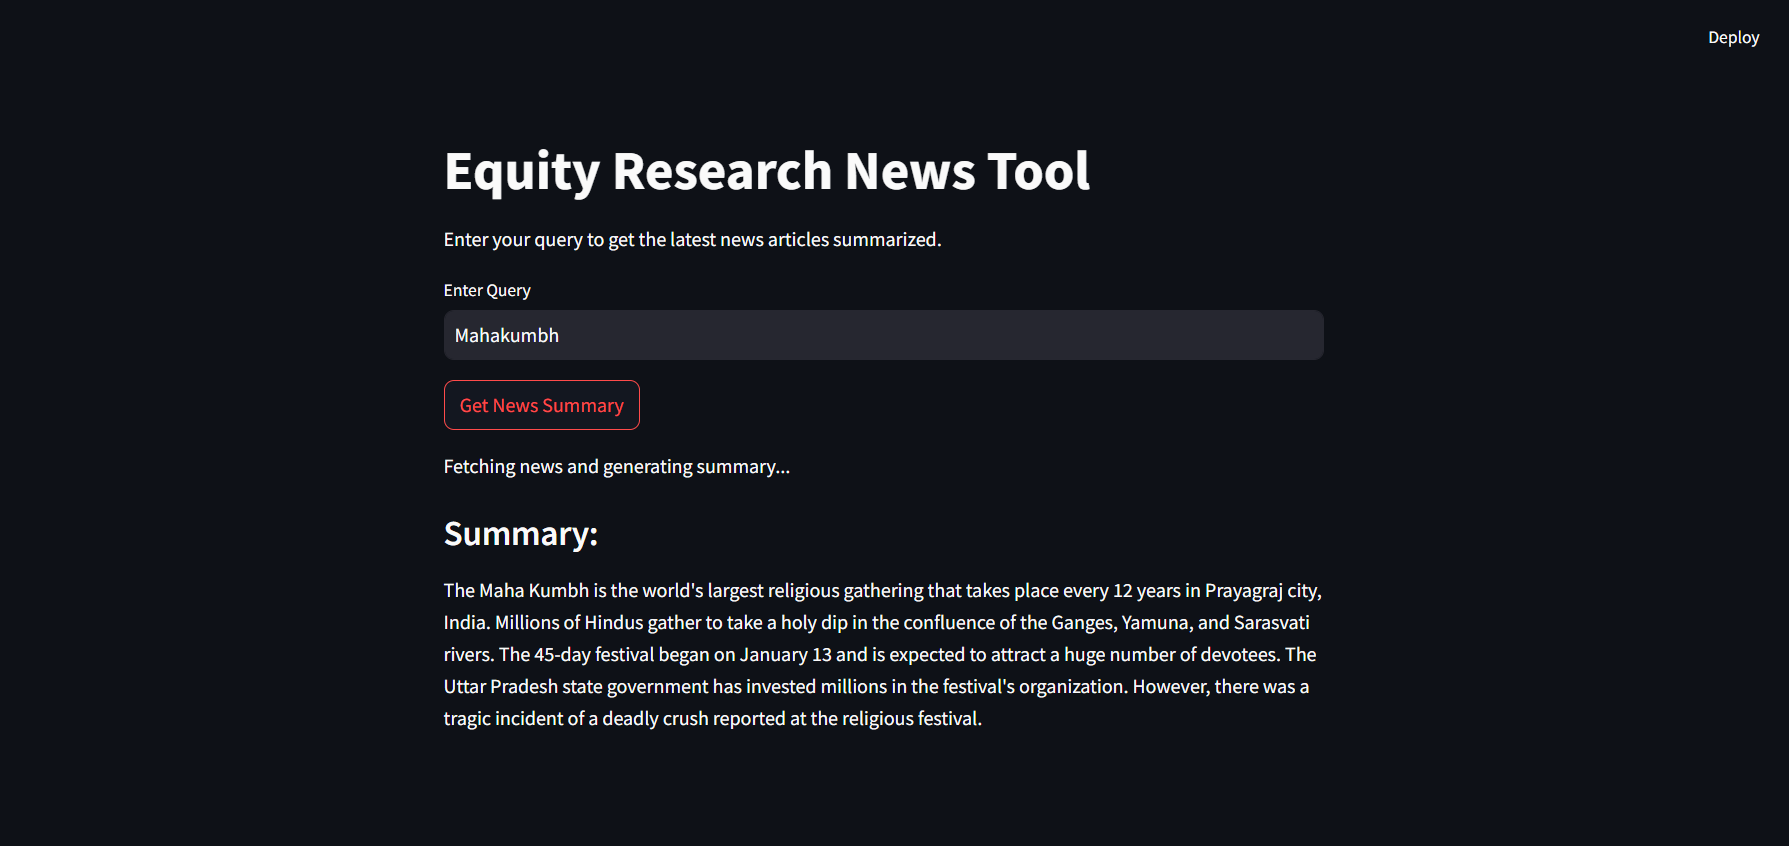 Deploy
Equity Research News Tool
Enter your query to get the latest news articles summarized.
Enter Query
Mahakumbh
Get News Summary
Fetching news and generating summary...
Summary:
The Maha Kumbh is the world's largest religious gathering that takes place every 12 years in Prayagraj city,
India. Millions of Hindus gather to take a holy dip in the confluence of the Ganges, Yamuna, and Sarasvati
rivers. The 45-day festival began on January 13 and is expected to attract a huge number of devotees. The
Uttar Pradesh state government has invested millions in the festival's organization. However, there was a
tragic incident of a deadly crush reported at the religious festival.